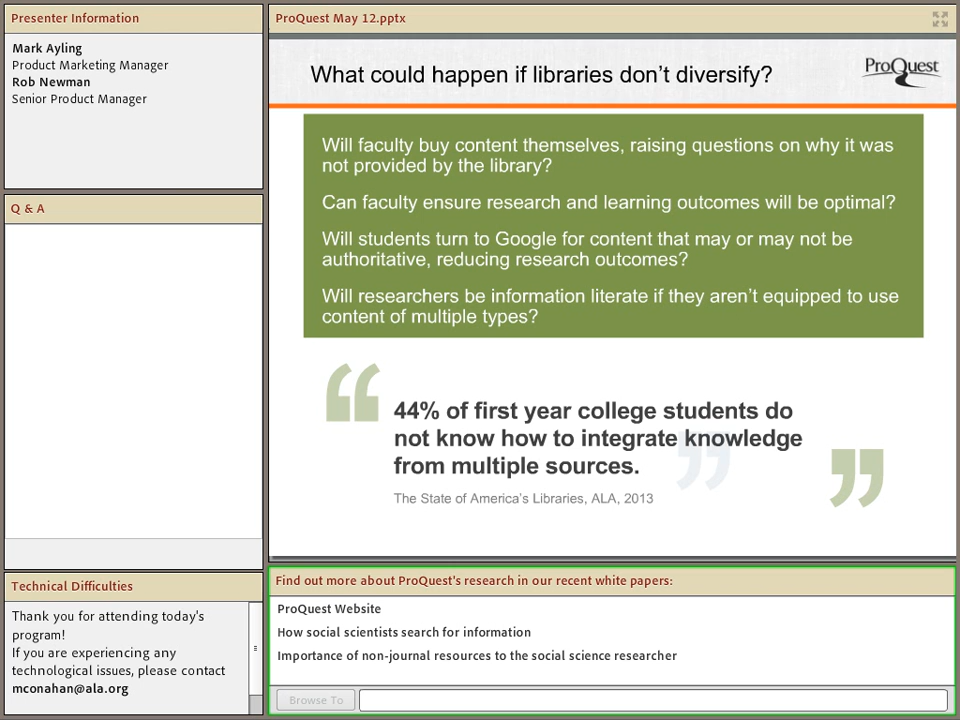 Presenter Information
Mark Ayling
Product Marketing Manager
Rob Newman
Senior Product Manager
Q & A
Technical Difficulties
Thank you for attending today's
program!
If you are experiencing any
technological issues, please contact
mconahan@ala.org
ProQuest May 12.pptx
What could happen if libraries don’t diversify?
ProQuest
Will faculty buy content themselves, raising questions on why it was
not provided by the library?
Can faculty ensure research and learning outcomes will be optimal?
Will students turn to Google for content that may or may not be
authoritative, reducing research outcomes?
Will researchers be information literate if they aren’t equipped to use
content of multiple types?
“
44% of first year college students do
not know how to integrate knowledge
from multiple sources.
”
The State of America’s Libraries, ALA, 2013
Find out more about ProQuest's research in our recent white papers:
ProQuest Website
How social scientists search for information
Importance of non-journal resources to the social science researcher
Browse To